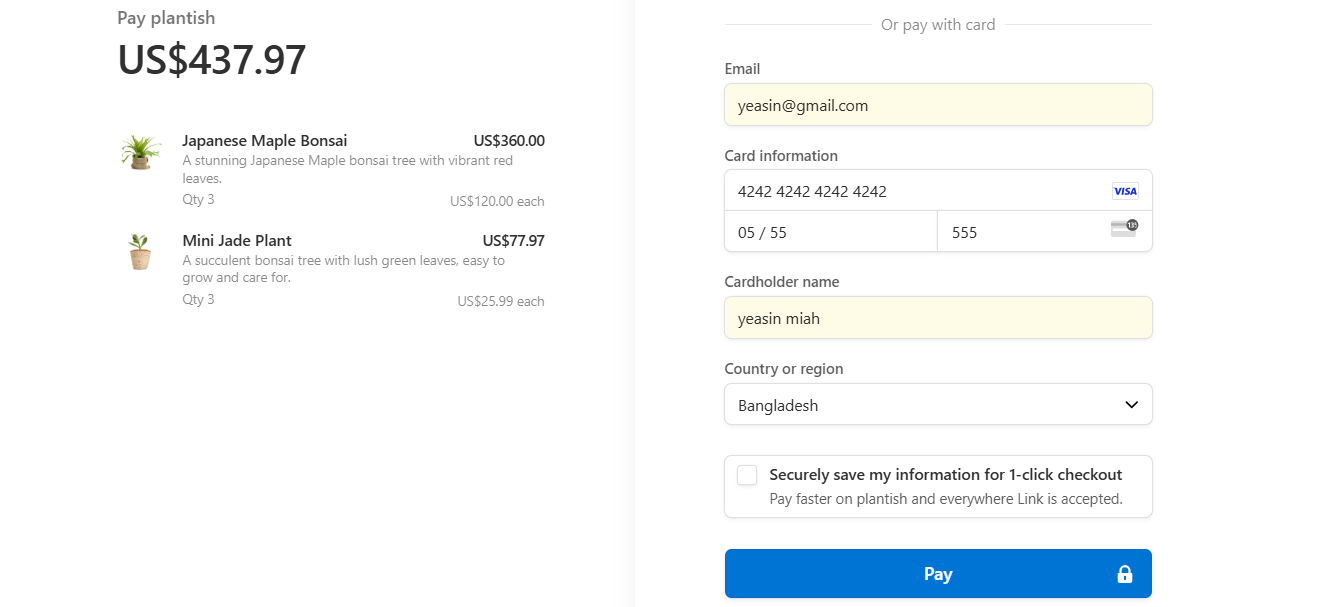 Pay plantish
US$437.97
Japanese Maple Bonsai US$360.00
A stunning Japanese Maple bonsai tree with vibrant red
leaves.
Qty 3 US$120.00 each
Mini Jade Plant US$77.97
A succulent bonsai tree with lush green leaves, easy to
grow and care for.
Qty 3 US$25.99 each
Or pay with card
Email
yeasin@gmail.com
Card information
4242 4242 4242 4242 VISA
05 / 55 555 135
Cardholder name
yeasin miah
Country or region
Bangladesh
Securely save my information for 1-click checkout
Pay faster on plantish and everywhere Link is accepted.
Pay